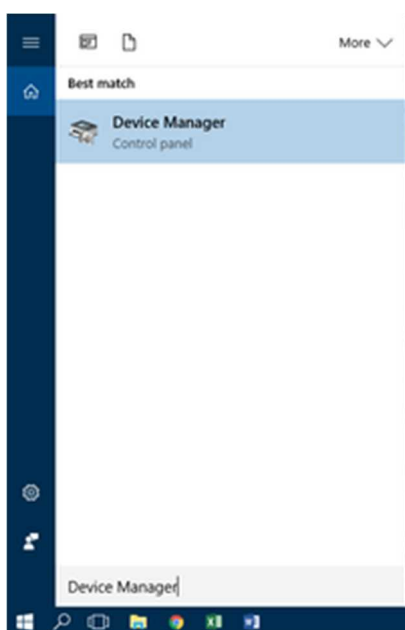 More
Best match
Device Manager
Control panel
Device Manager